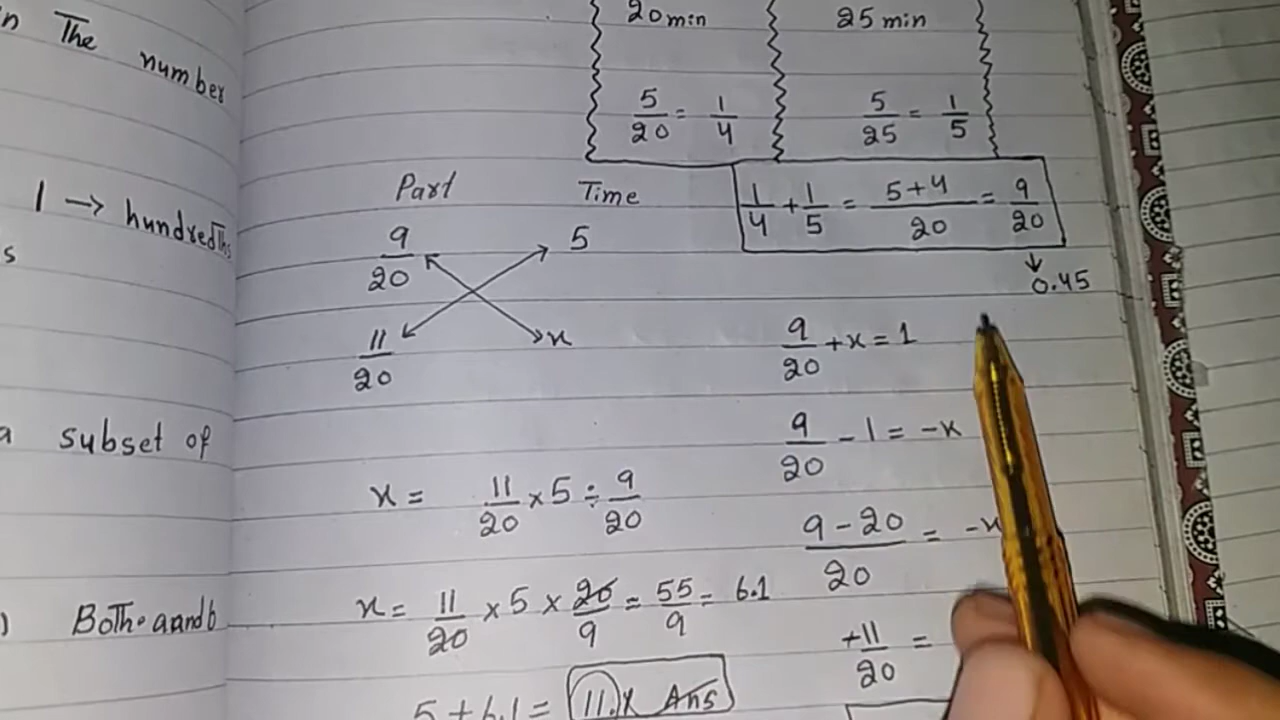 n The number
1 → hundredths
s
a subset of
) Both a and b
20min 25 min
5/20 = 1/4 5/25 = 1/5
1/4 + 1/5 = 5+4/20 = 9/20
↓
0.45
Part Time
9/20 5
11/20 x
x = 11/20 × 5 ÷ 9/20
x = 11/20 × 5 × 20/9 = 55/9 = 6.1
5 + 6.1 = 11.1 Ans
9/20 + x = 1
9/20 - 1 = -x
9-20/20 = -x
+11/20 =